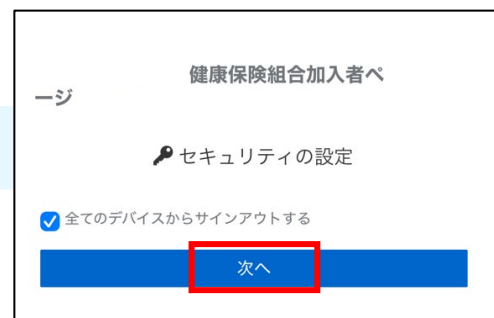 健康保険組合加入者ペ
ージ
セキュリティの設定
全てのデバイスからサインアウトする
次へ